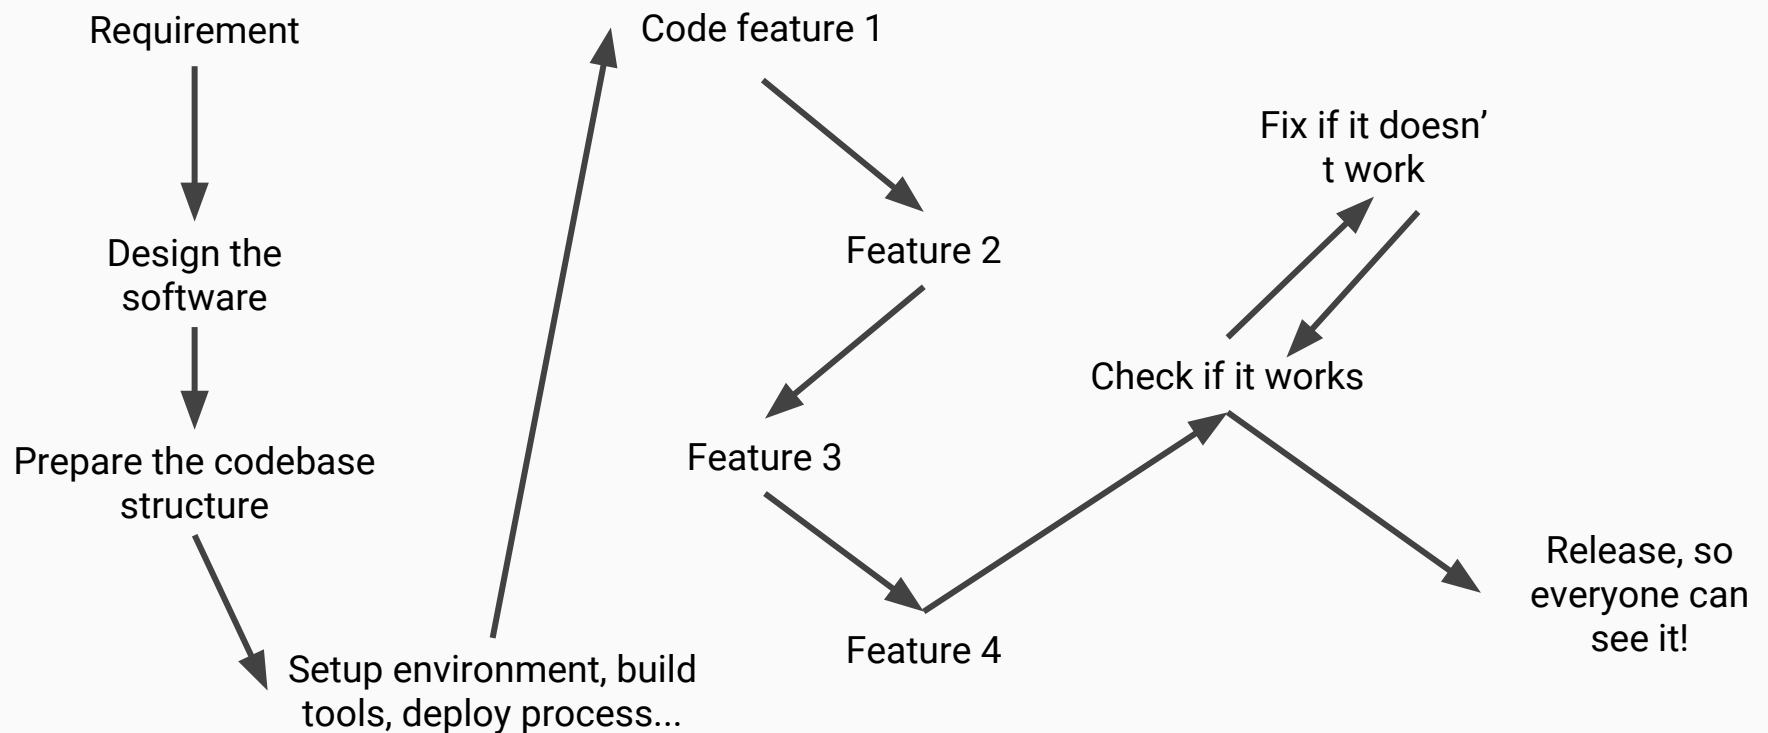 Requirement
Design the
software
Prepare the codebase
structure
Setup environment, build
tools, deploy process...
Code feature 1
Feature 2
Feature 3
Feature 4
Check if it works
Fix if it doesn’
t work
Release, so
everyone can
see it!